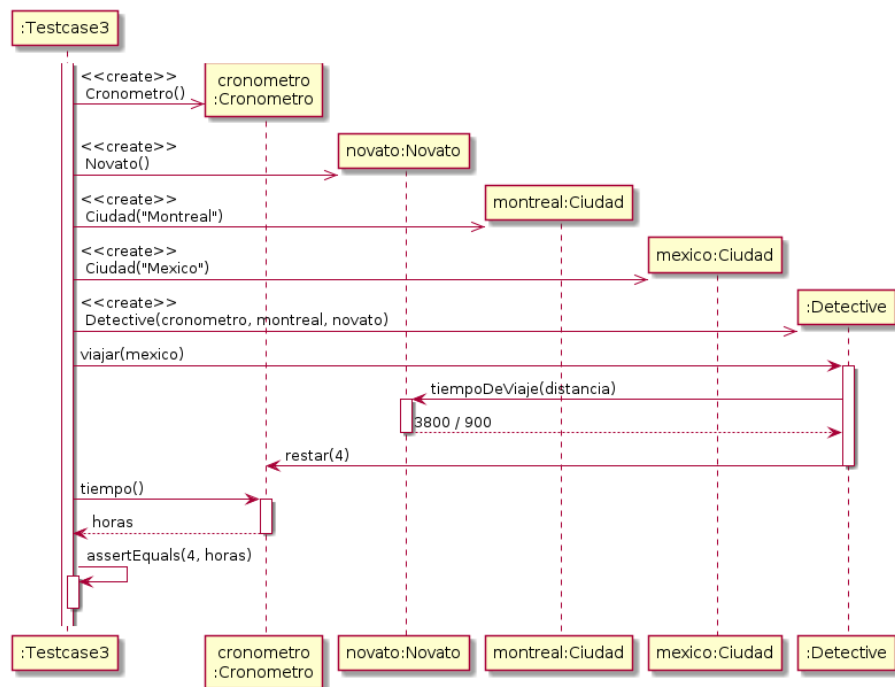 :Testcase3
<<create>>
Cronometro()
cronometro
:Cronometro
<<create>>
Novato()
novato:Novato
<<create>>
Ciudad("Montreal")
montreal:Ciudad
<<create>>
Ciudad("Mexico")
mexico:Ciudad
<<create>>
Detective(cronometro, montreal, novato)
:Detective
viajar(mexico)
tiempoDeViaje(distancia)
3800 / 900
restar(4)
tiempo()
horas
assertEquals(4, horas)
:Testcase3
cronometro
:Cronometro
novato:Novato
montreal:Ciudad
mexico:Ciudad
:Detective